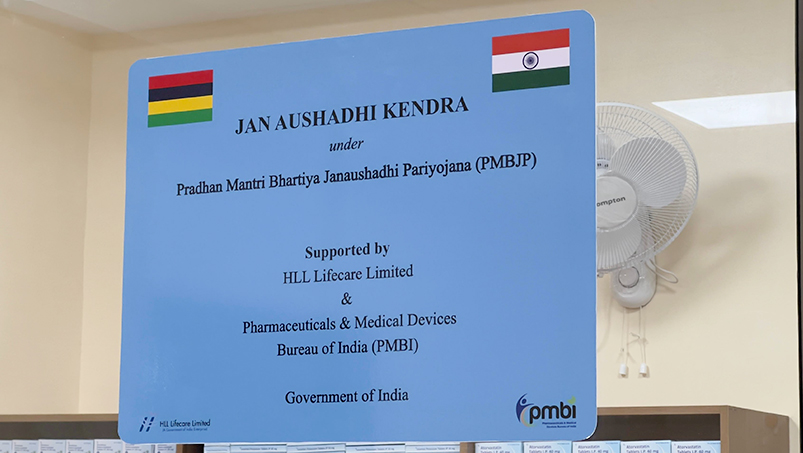 JAN AUSHADHI KENDRA
under
Pradhan Mantri Bhartiya Janaushadhi Pariyojana (PMBJP)
Supported by
HLL Lifecare Limited
&
Pharmaceuticals & Medical Devices
Bureau of India (PMBI)
Government of India
HLL Lifecare Limited
pmbi